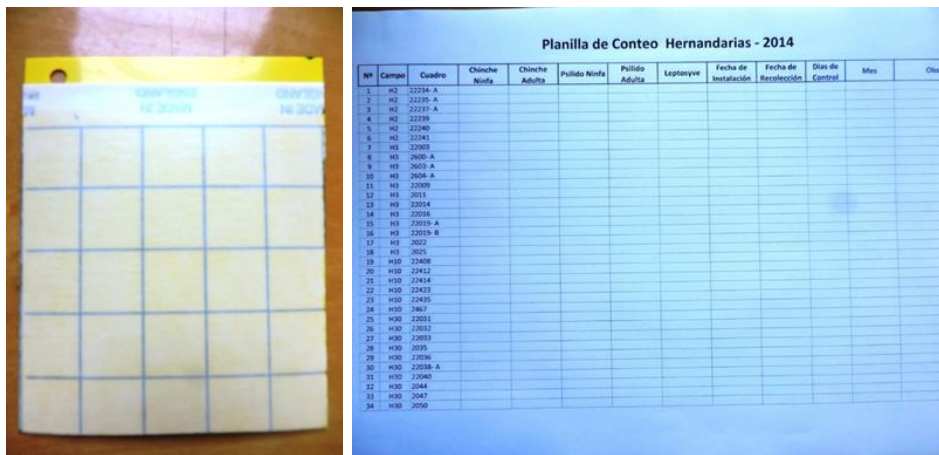 ENGLAND
MADE IN
Planilla de Conteo Hernandarias - 2014
Nº Campo Cuadro Chinche Ninfa Chinche Adulta Psilido Ninfa Psilido Adulta Leptosyve Fecha de Instalación Fecha de Recolección Dias de Control Mes Obs
1 H2 22234- A
2 H2 22235- A
3 H2 22237- A
4 H2 22239
5 H2 22240
6 H2 22241
7 H3 22003
8 H3 2600- A
9 H3 2603- A
10 H3 2604- A
11 H3 22009
12 H3 2011
13 H3 22014
14 H3 22016
15 H3 22019- A
16 H3 22019- B
17 H3 2022
18 H3 2025
19 H10 22408
20 H10 22412
21 H10 22414
22 H10 22423
23 H10 22435
24 H10 2467
25 H30 22031
26 H30 22032
27 H30 22033
28 H30 2035
29 H30 22036
30 H30 22038- A
31 H30 22040
32 H30 2044
33 H30 2047
34 H30 2050